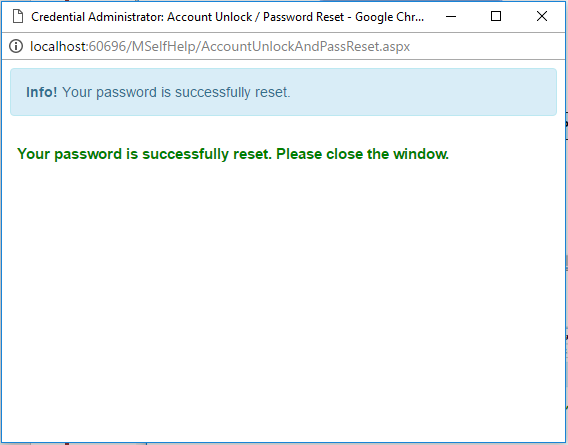 Credential Administrator: Account Unlock / Password Reset - Google Chr...
localhost:60696/MSelfHelp/AccountUnlockAndPassReset.aspx
Info! Your password is successfully reset.
Your password is successfully reset. Please close the window.